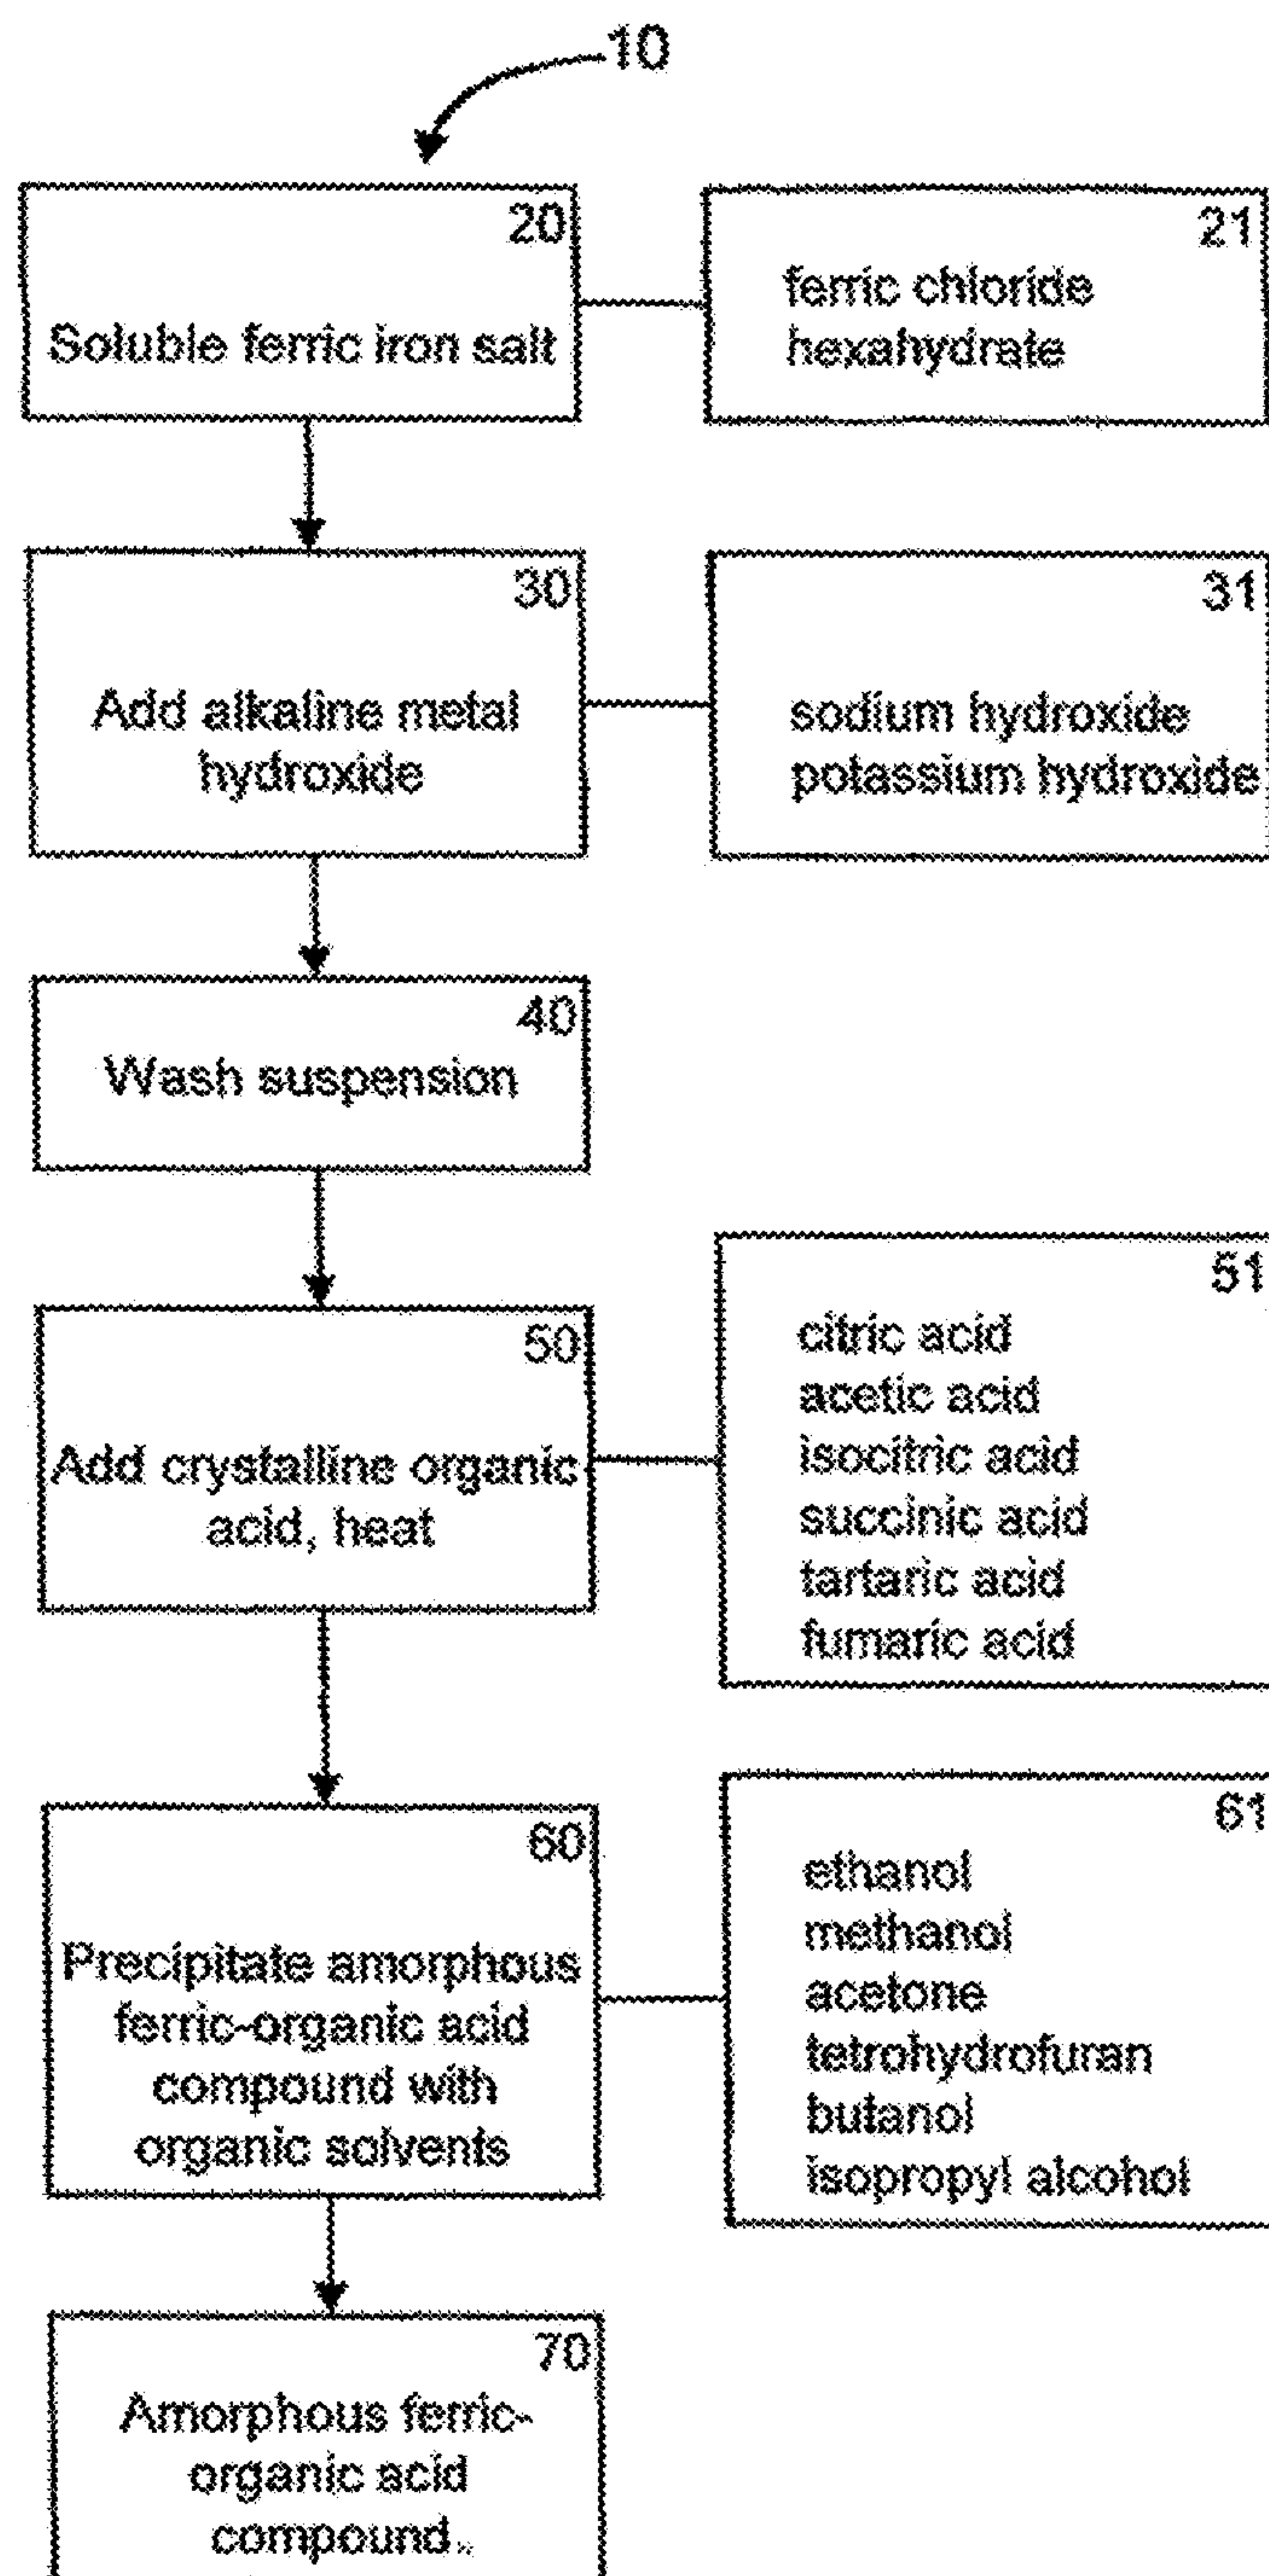 10
20
Soluble ferric iron salt
21
ferric chloride
hexahydrate
30
Add alkaline metal
hydroxide
31
sodium hydroxide
potassium hydroxide
40
Wash suspension
50
Add crystalline organic
acid, heat
51
citric acid
acetic acid
isocitric acid
succinic acid
tartaric acid
fumaric acid
60
Precipitate amorphous
ferric-organic acid
compound with
organic solvents
61
ethanol
methanol
acetone
tetrohydrofuran
butanol
isopropyl alcohol
70
Amorphous ferric-
organic acid
compound